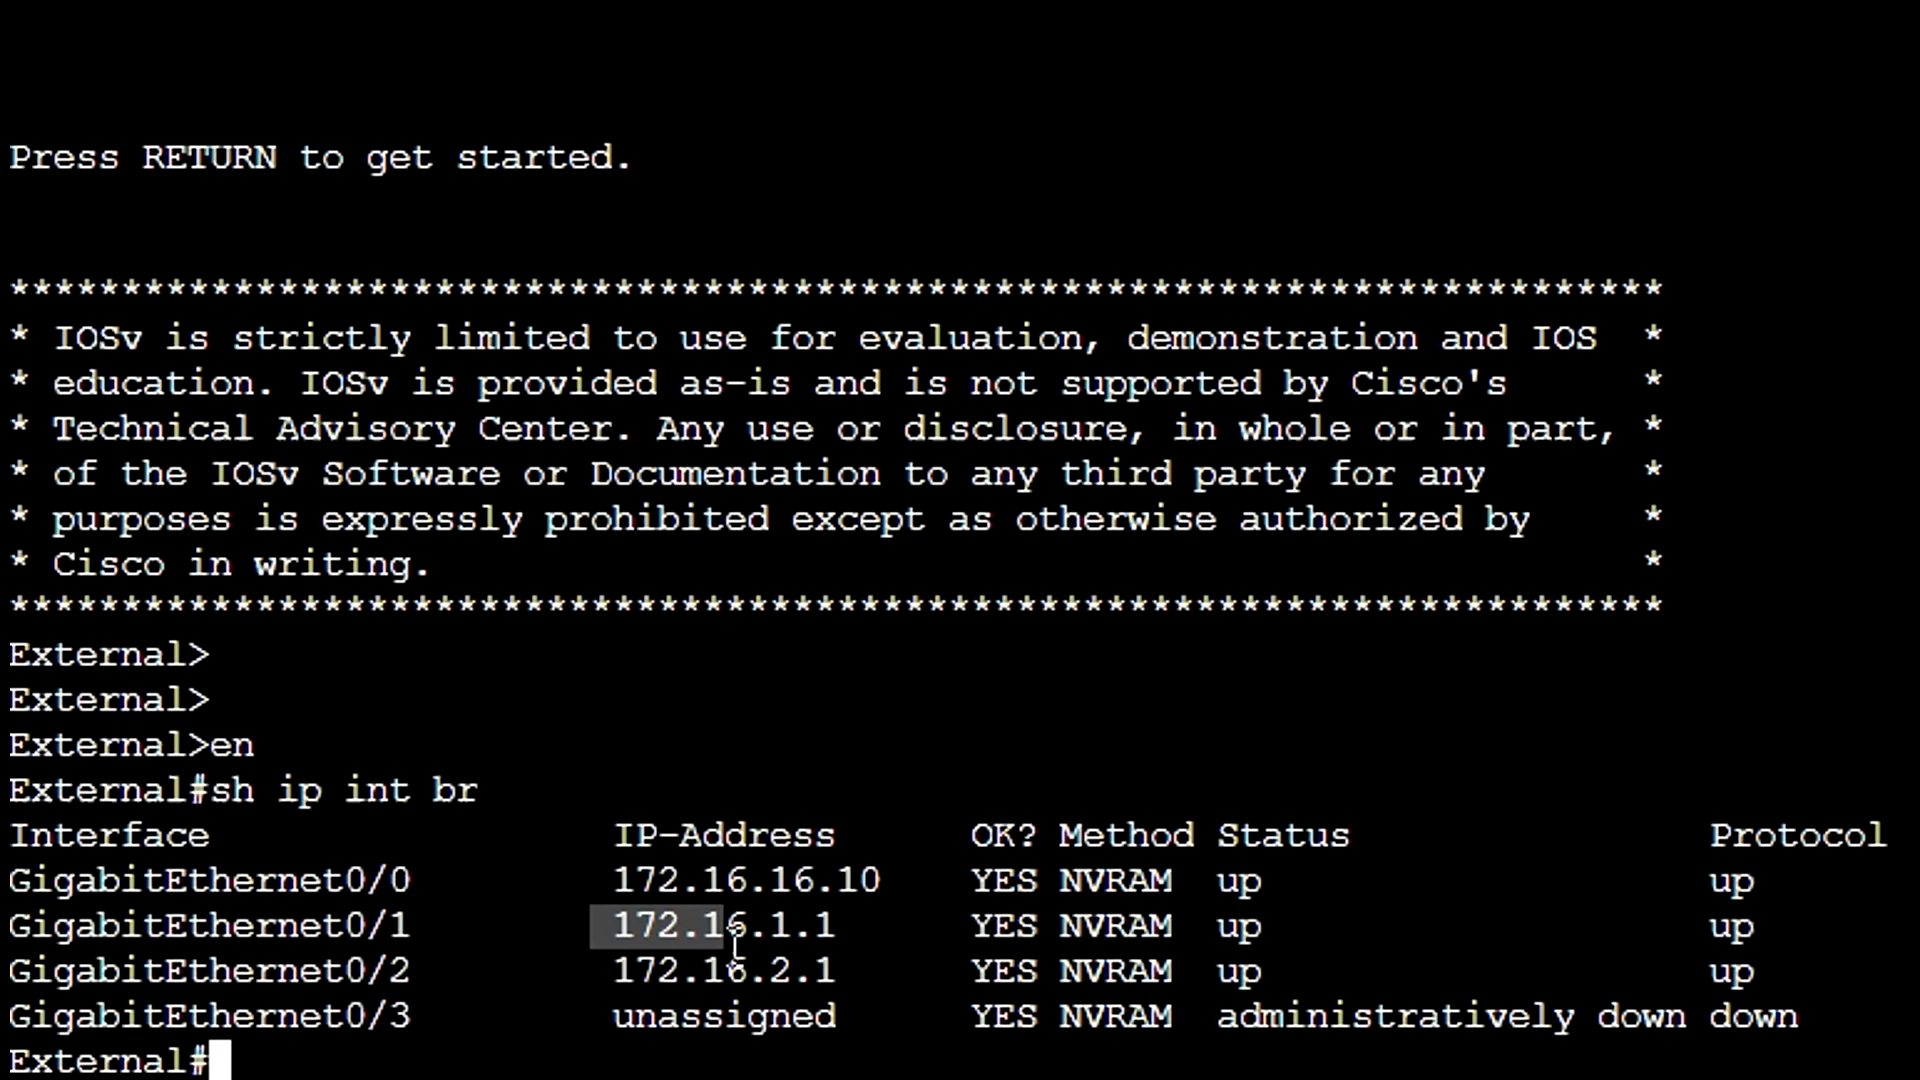 Press RETURN to get started.
**************************************************************************
* IOSv is strictly limited to use for evaluation, demonstration and IOS  *
* education. IOSv is provided as-is and is not supported by Cisco's      *
* Technical Advisory Center. Any use or disclosure, in whole or in part, *
* of the IOSv Software or Documentation to any third party for any       *
* purposes is expressly prohibited except as otherwise authorized by     *
* Cisco in writing.                                                      *
**************************************************************************
External>
External>
External>en
External#sh ip int br
Interface                  IP-Address      OK? Method Status                Protocol
GigabitEthernet0/0         172.16.16.10    YES NVRAM  up                    up
GigabitEthernet0/1         172.16.1.1      YES NVRAM  up                    up
GigabitEthernet0/2         172.16.2.1      YES NVRAM  up                    up
GigabitEthernet0/3         unassigned      YES NVRAM  administratively down down
External#